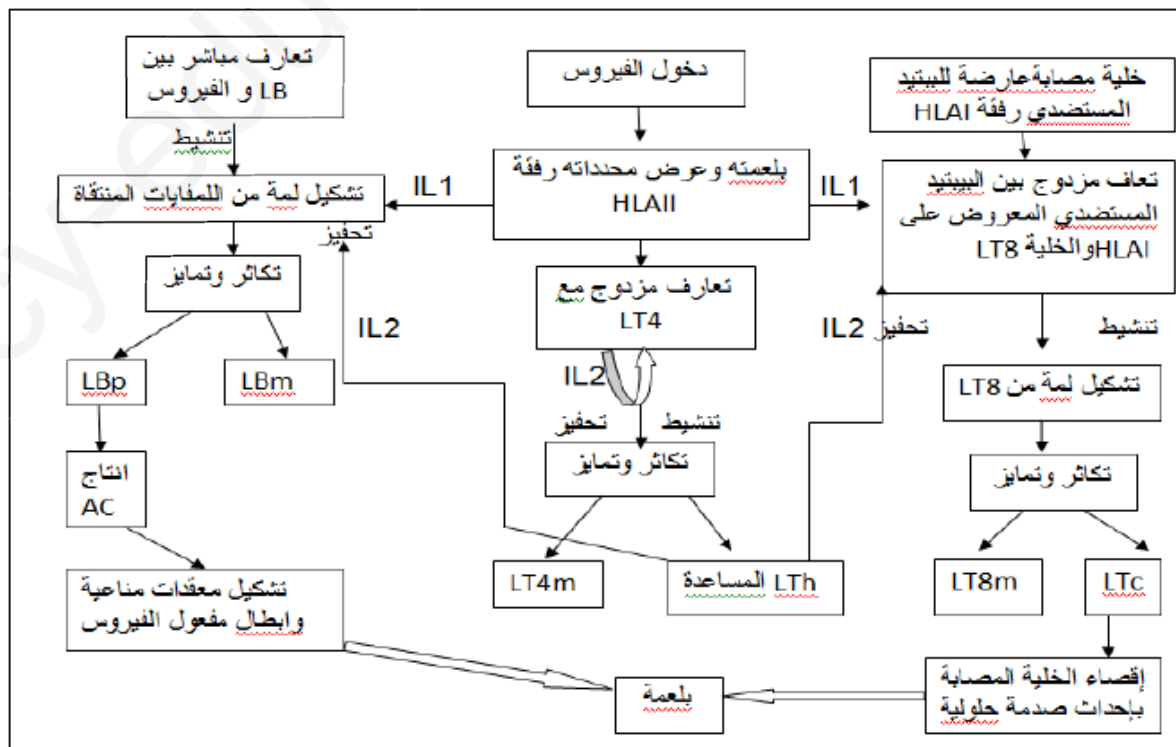 تعارف مباشر بين
LB و الفيروس
تنشيط
تشكيل لمة من اللمفايات المنتقاة
تحفيز
تكاثر وتمايز
LBp
LBm
انتاج
AC
تشكيل معقدات مناعية
وابطال مفعول الفيروس
دخول الفيروس
بلعمته وعرض محدداته رفقة
HLAII
IL1
IL1
تعارف مزدوج مع
LT4
IL2
IL2
تحفيز
تنشيط
تكاثر وتمايز
LT4m
LTh المساعدة
بلعمة
خلية مصابةعارضة للببتيد
المستضدي رفقة HLAI
تعاف مزدوج بين البيبتيد
المستضدي المعروض على
HLAIوالخلية LT8
IL2 تحفيز
تنشيط
تشكيل لمة من LT8
تكاثر وتمايز
LT8m
LTc
إقصاء الخلية المصابة
بإحداث صدمة حلولية